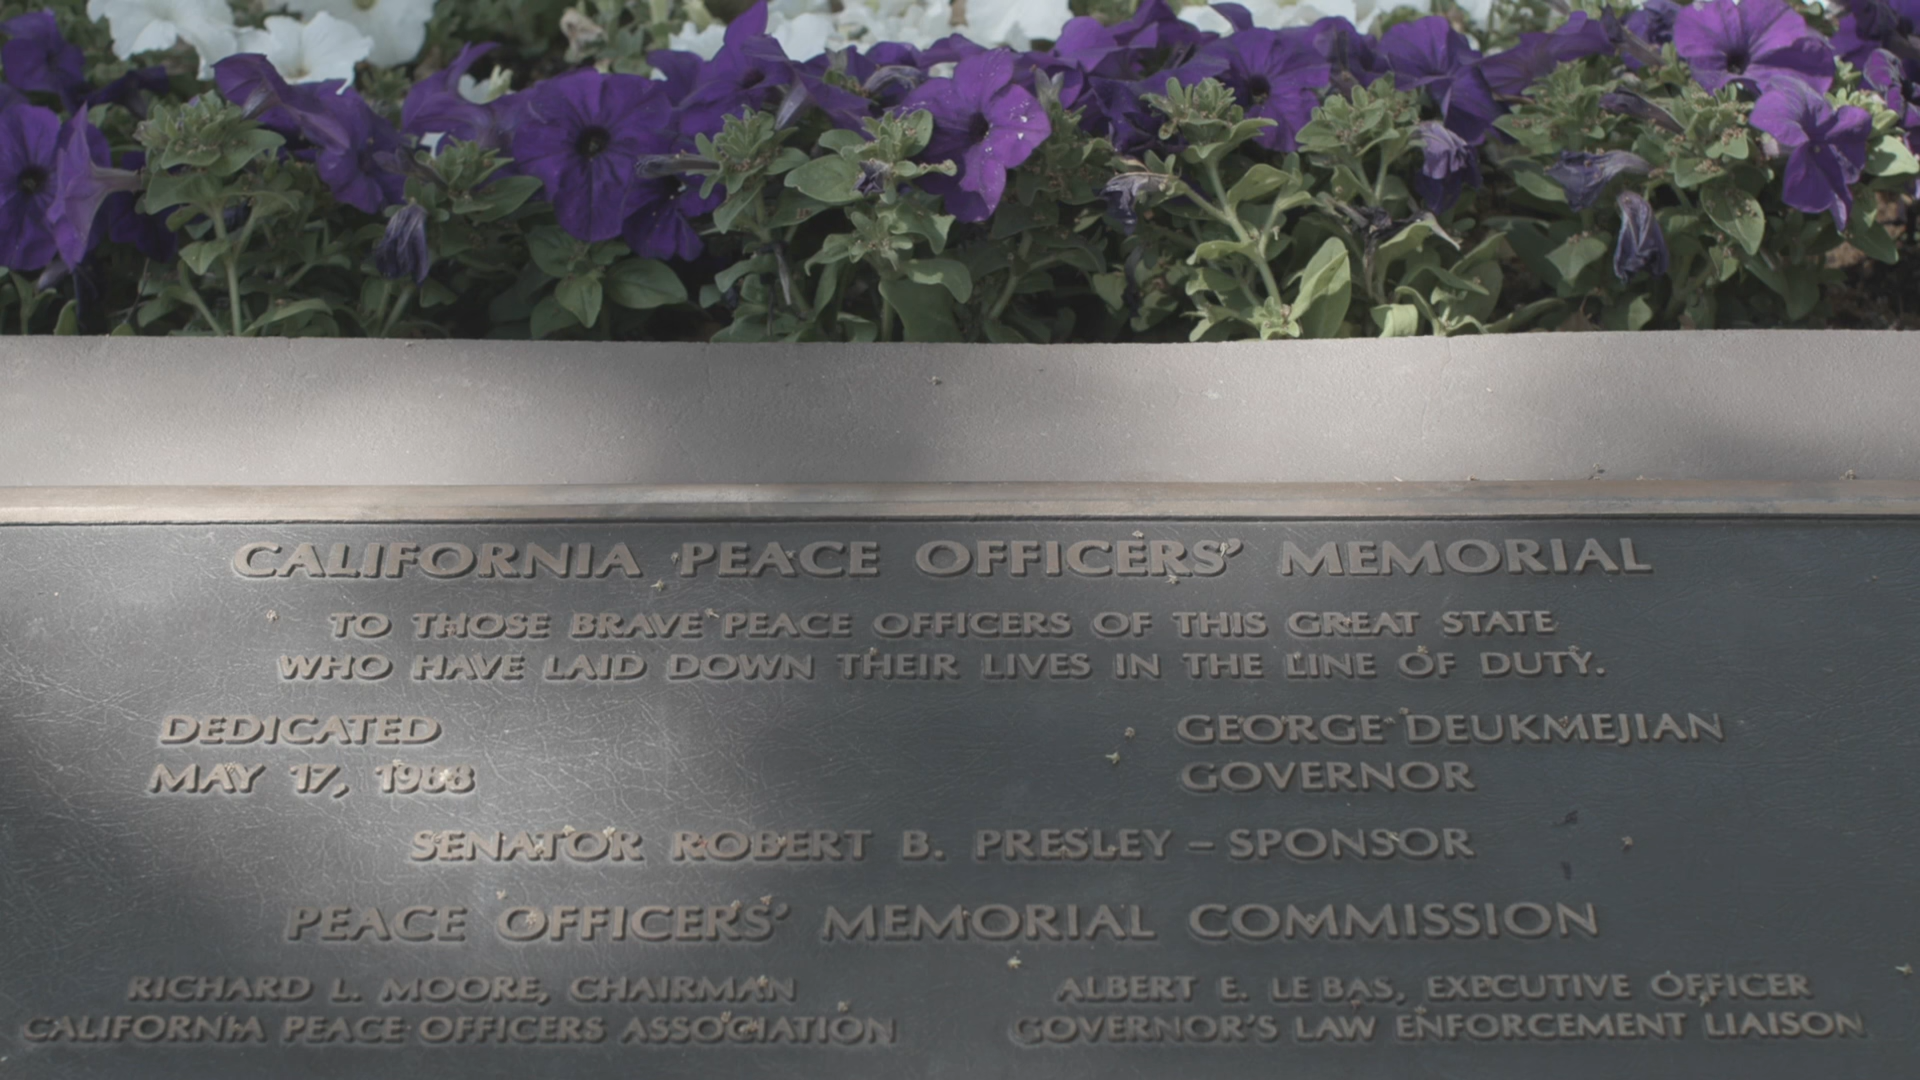 CALIFORNIA PEACE OFFICERS' MEMORIAL
TO THOSE BRAVE PEACE OFFICERS OF THIS GREAT STATE
WHO HAVE LAID DOWN THEIR LIVES IN THE LINE OF DUTY.
DEDICATED
MAY 17, 1988
GEORGE DEUKMEJIAN
GOVERNOR
SENATOR ROBERT B. PRESLEY – SPONSOR
PEACE OFFICERS' MEMORIAL COMMISSION
RICHARD L. MOORE, CHAIRMAN
CALIFORNIA PEACE OFFICERS ASSOCIATION
ALBERT E. LE BAS, EXECUTIVE OFFICER
GOVERNOR'S LAW ENFORCEMENT LIAISON